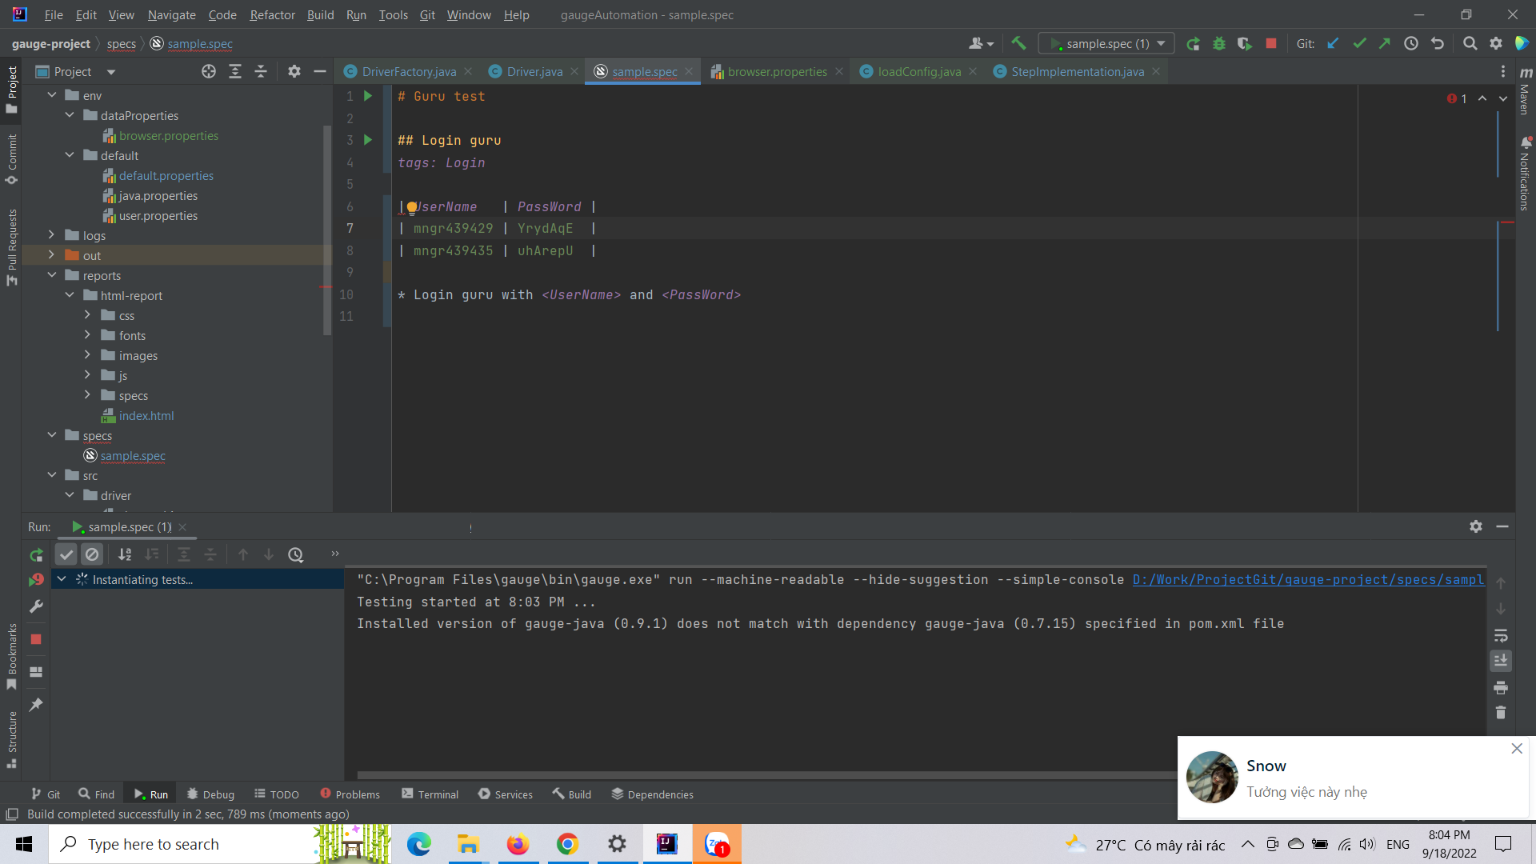 File Edit View Navigate Code Refactor Build Run Tools Git Window Help gaugeAutomation - sample.spec
gauge-project specs sample.spec sample.spec (1) Git:
Project DriverFactory.java Driver.java sample.spec browser.properties loadConfig.java StepImplementation.java
env
dataProperties
browser.properties
default
default.properties
java.properties
user.properties
logs
out
reports
html-report
css
fonts
images
js
specs
index.html
specs
sample.spec
src
driver
Project
Commit
Pull Requests
Bookmarks
Structure
Maven
Notifications
1
1 # Guru test
2
3 ## Login guru
4 tags: Login
5
6 | UserName | PassWord |
7 | mngr439429 | YrydAqE |
8 | mngr439435 | uhArepU |
9
10 * Login guru with <UserName> and <PassWord>
11
Run: sample.spec (1)
Instantiating tests...
"C:\Program Files\gauge\bin\gauge.exe" run --machine-readable --hide-suggestion --simple-console D:/Work/ProjectGit/gauge-project/specs/sampl
Testing started at 8:03 PM ...
Installed version of gauge-java (0.9.1) does not match with dependency gauge-java (0.7.15) specified in pom.xml file
Snow
Tưởng việc này nhẹ
Git Find Run Debug TODO Problems Terminal Services Build Dependencies
Build completed successfully in 2 sec, 789 ms (moments ago)
Type here to search
1
27°C Có mây rải rác ENG
8:04 PM
9/18/2022